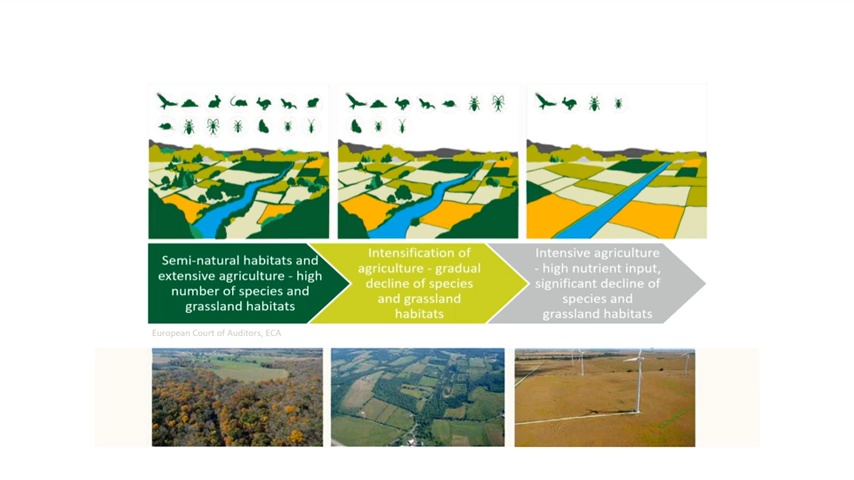 Semi-natural habitats and
extensive agriculture - high
number of species and
grassland habitats
Intensification of
agriculture - gradual
decline of species
and grassland
habitats
Intensive agriculture
- high nutrient input,
significant decline of
species and
grassland habitats
European Court of Auditors, ECA